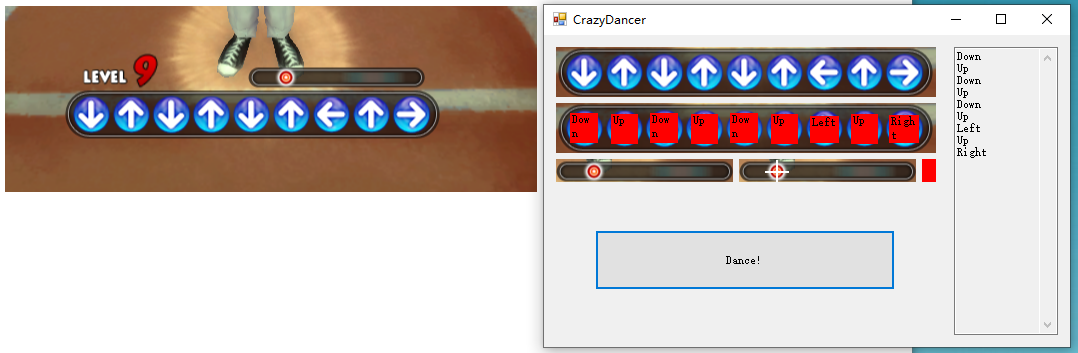 LEVEL 9
CrazyDancer
Dow
n
Up
Dow
n
Up
Dow
n
Up
Left
Up
Righ
t
Dance!
Down
Up
Down
Up
Down
Up
Left
Up
Right